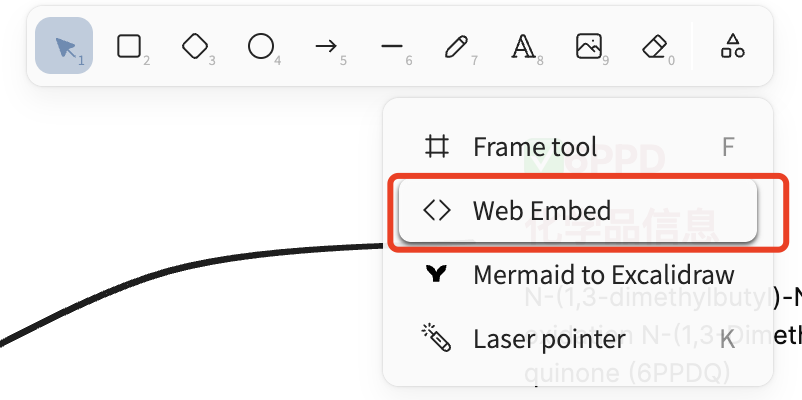 1 2 3 4 5 6 7 8 9 0
Frame tool F
6PPD
Web Embed
化学品信息
Mermaid to Excalidraw
N-(1,3-dimethylbutyl)-N
Laser pointer K
oxidation N-(1,3-Dimeth
quinone (6PPDQ)